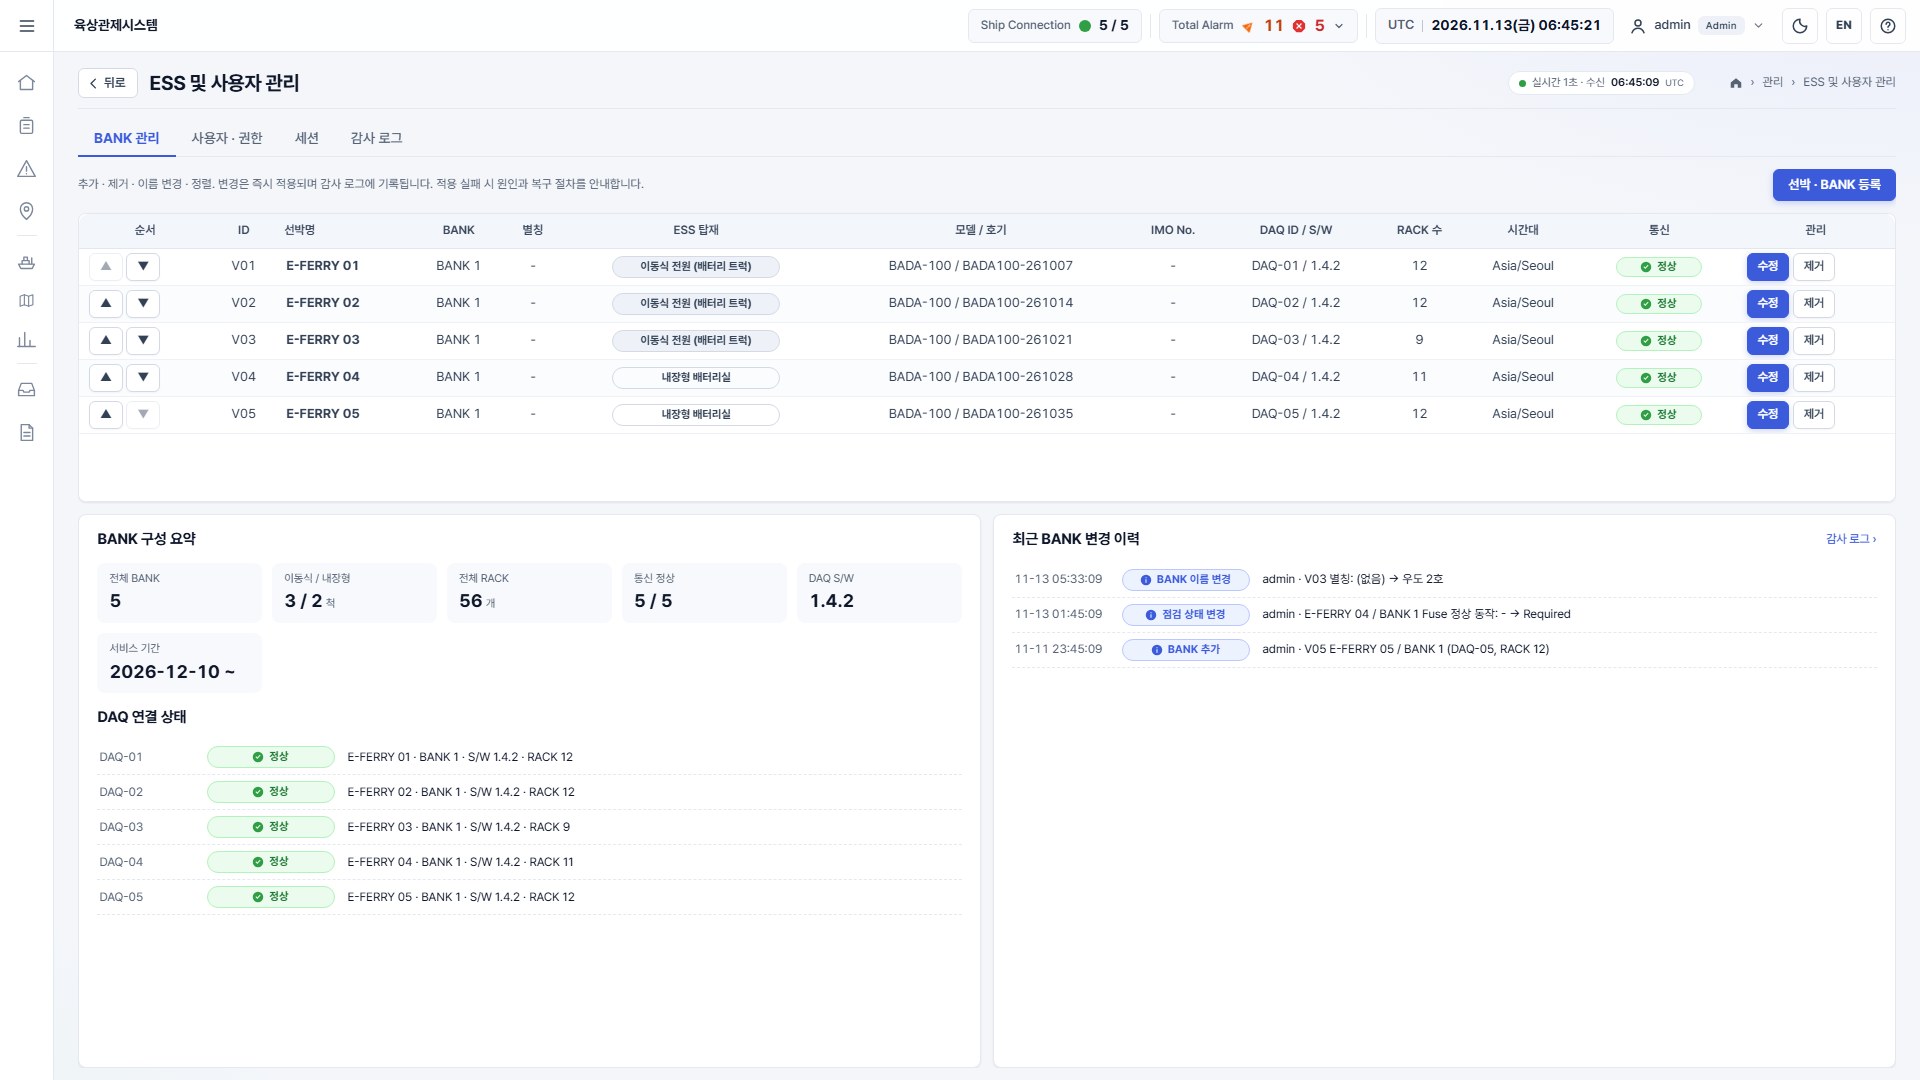 육상관제시스템
Ship Connection 5 / 5
Total Alarm 11 5
UTC 2026.11.13(금) 06:45:21
admin Admin
EN
뒤로
ESS 및 사용자 관리
실시간 1초 · 수신 06:45:09 UTC
› 관리 › ESS 및 사용자 관리
BANK 관리 사용자 · 권한 세션 감사 로그
추가 · 제거 · 이름 변경 · 정렬. 변경은 즉시 적용되며 감사 로그에 기록됩니다. 적용 실패 시 원인과 복구 절차를 안내합니다.
선박 · BANK 등록
순서 ID 선박명 BANK 별칭 ESS 탑재 모델 / 호기 IMO No. DAQ ID / S/W RACK 수 시간대 통신 관리
▲ ▼ V01 E-FERRY 01 BANK 1 - 이동식 전원 (배터리 트럭) BADA-100 / BADA100-261007 - DAQ-01 / 1.4.2 12 Asia/Seoul 정상 수정 제거
▲ ▼ V02 E-FERRY 02 BANK 1 - 이동식 전원 (배터리 트럭) BADA-100 / BADA100-261014 - DAQ-02 / 1.4.2 12 Asia/Seoul 정상 수정 제거
▲ ▼ V03 E-FERRY 03 BANK 1 - 이동식 전원 (배터리 트럭) BADA-100 / BADA100-261021 - DAQ-03 / 1.4.2 9 Asia/Seoul 정상 수정 제거
▲ ▼ V04 E-FERRY 04 BANK 1 - 내장형 배터리실 BADA-100 / BADA100-261028 - DAQ-04 / 1.4.2 11 Asia/Seoul 정상 수정 제거
▲ ▼ V05 E-FERRY 05 BANK 1 - 내장형 배터리실 BADA-100 / BADA100-261035 - DAQ-05 / 1.4.2 12 Asia/Seoul 정상 수정 제거
BANK 구성 요약
전체 BANK
5
이동식 / 내장형
3 / 2 척
전체 RACK
56 개
통신 정상
5 / 5
DAQ S/W
1.4.2
서비스 기간
2026-12-10 ~
DAQ 연결 상태
DAQ-01 정상 E-FERRY 01 · BANK 1 · S/W 1.4.2 · RACK 12
DAQ-02 정상 E-FERRY 02 · BANK 1 · S/W 1.4.2 · RACK 12
DAQ-03 정상 E-FERRY 03 · BANK 1 · S/W 1.4.2 · RACK 9
DAQ-04 정상 E-FERRY 04 · BANK 1 · S/W 1.4.2 · RACK 11
DAQ-05 정상 E-FERRY 05 · BANK 1 · S/W 1.4.2 · RACK 12
최근 BANK 변경 이력
감사 로그 ›
11-13 05:33:09 BANK 이름 변경 admin · V03 별칭: (없음) → 우도 2호
11-13 01:45:09 점검 상태 변경 admin · E-FERRY 04 / BANK 1 Fuse 정상 동작: - → Required
11-11 23:45:09 BANK 추가 admin · V05 E-FERRY 05 / BANK 1 (DAQ-05, RACK 12)